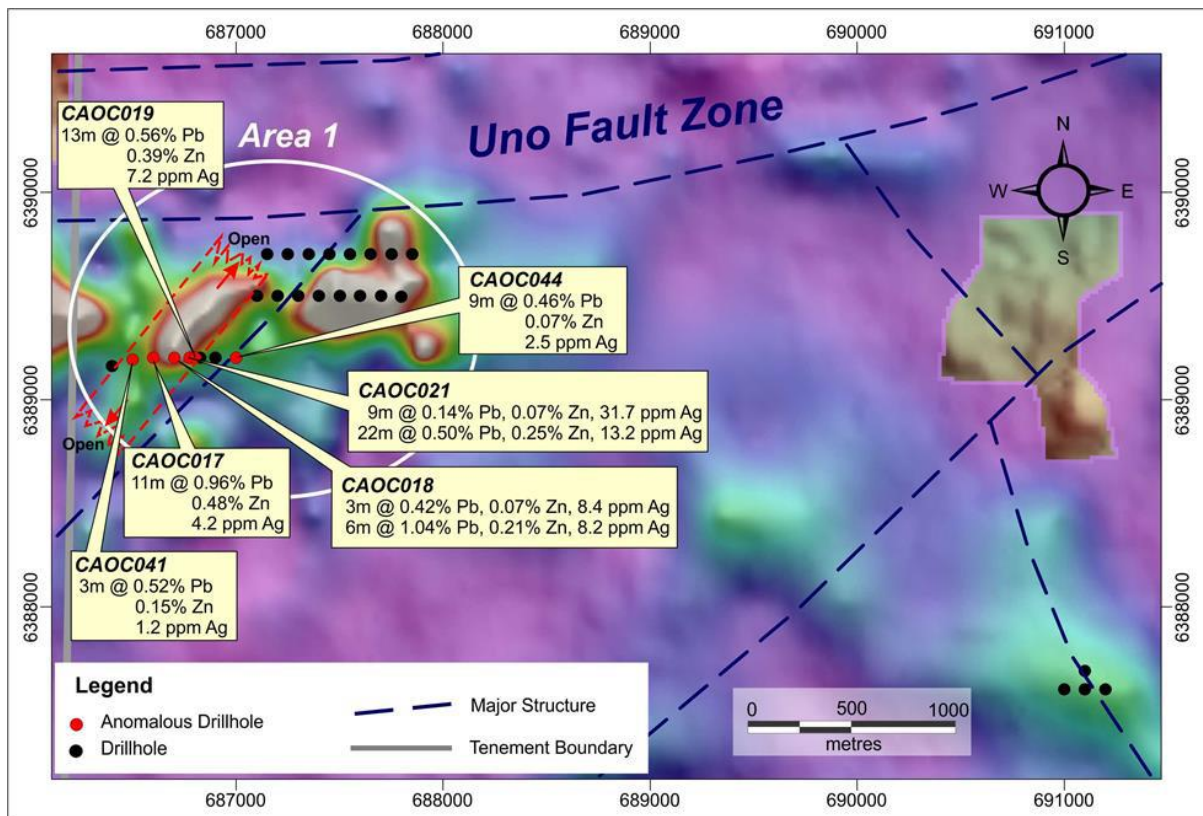 687000 688000 689000 690000 691000
6390000
6389000
6388000
CAOC019
13m @ 0.56% Pb
0.39% Zn
7.2 ppm Ag
Area 1
Uno Fault Zone
N
W E
S
6390000
6389000
6388000
Open
CAOC044
9m @ 0.46% Pb
0.07% Zn
2.5 ppm Ag
CAOC021
9m @ 0.14% Pb, 0.07% Zn, 31.7 ppm Ag
22m @ 0.50% Pb, 0.25% Zn, 13.2 ppm Ag
Open
CAOC017
11m @ 0.96% Pb
0.48% Zn
4.2 ppm Ag
CAOC018
3m @ 0.42% Pb, 0.07% Zn, 8.4 ppm Ag
6m @ 1.04% Pb, 0.21% Zn, 8.2 ppm Ag
CAOC041
3m @ 0.52% Pb
0.15% Zn
1.2 ppm Ag
Legend
Anomalous Drillhole
Drillhole
Major Structure
Tenement Boundary
0 500 1000
metres
687000 688000 689000 690000 691000